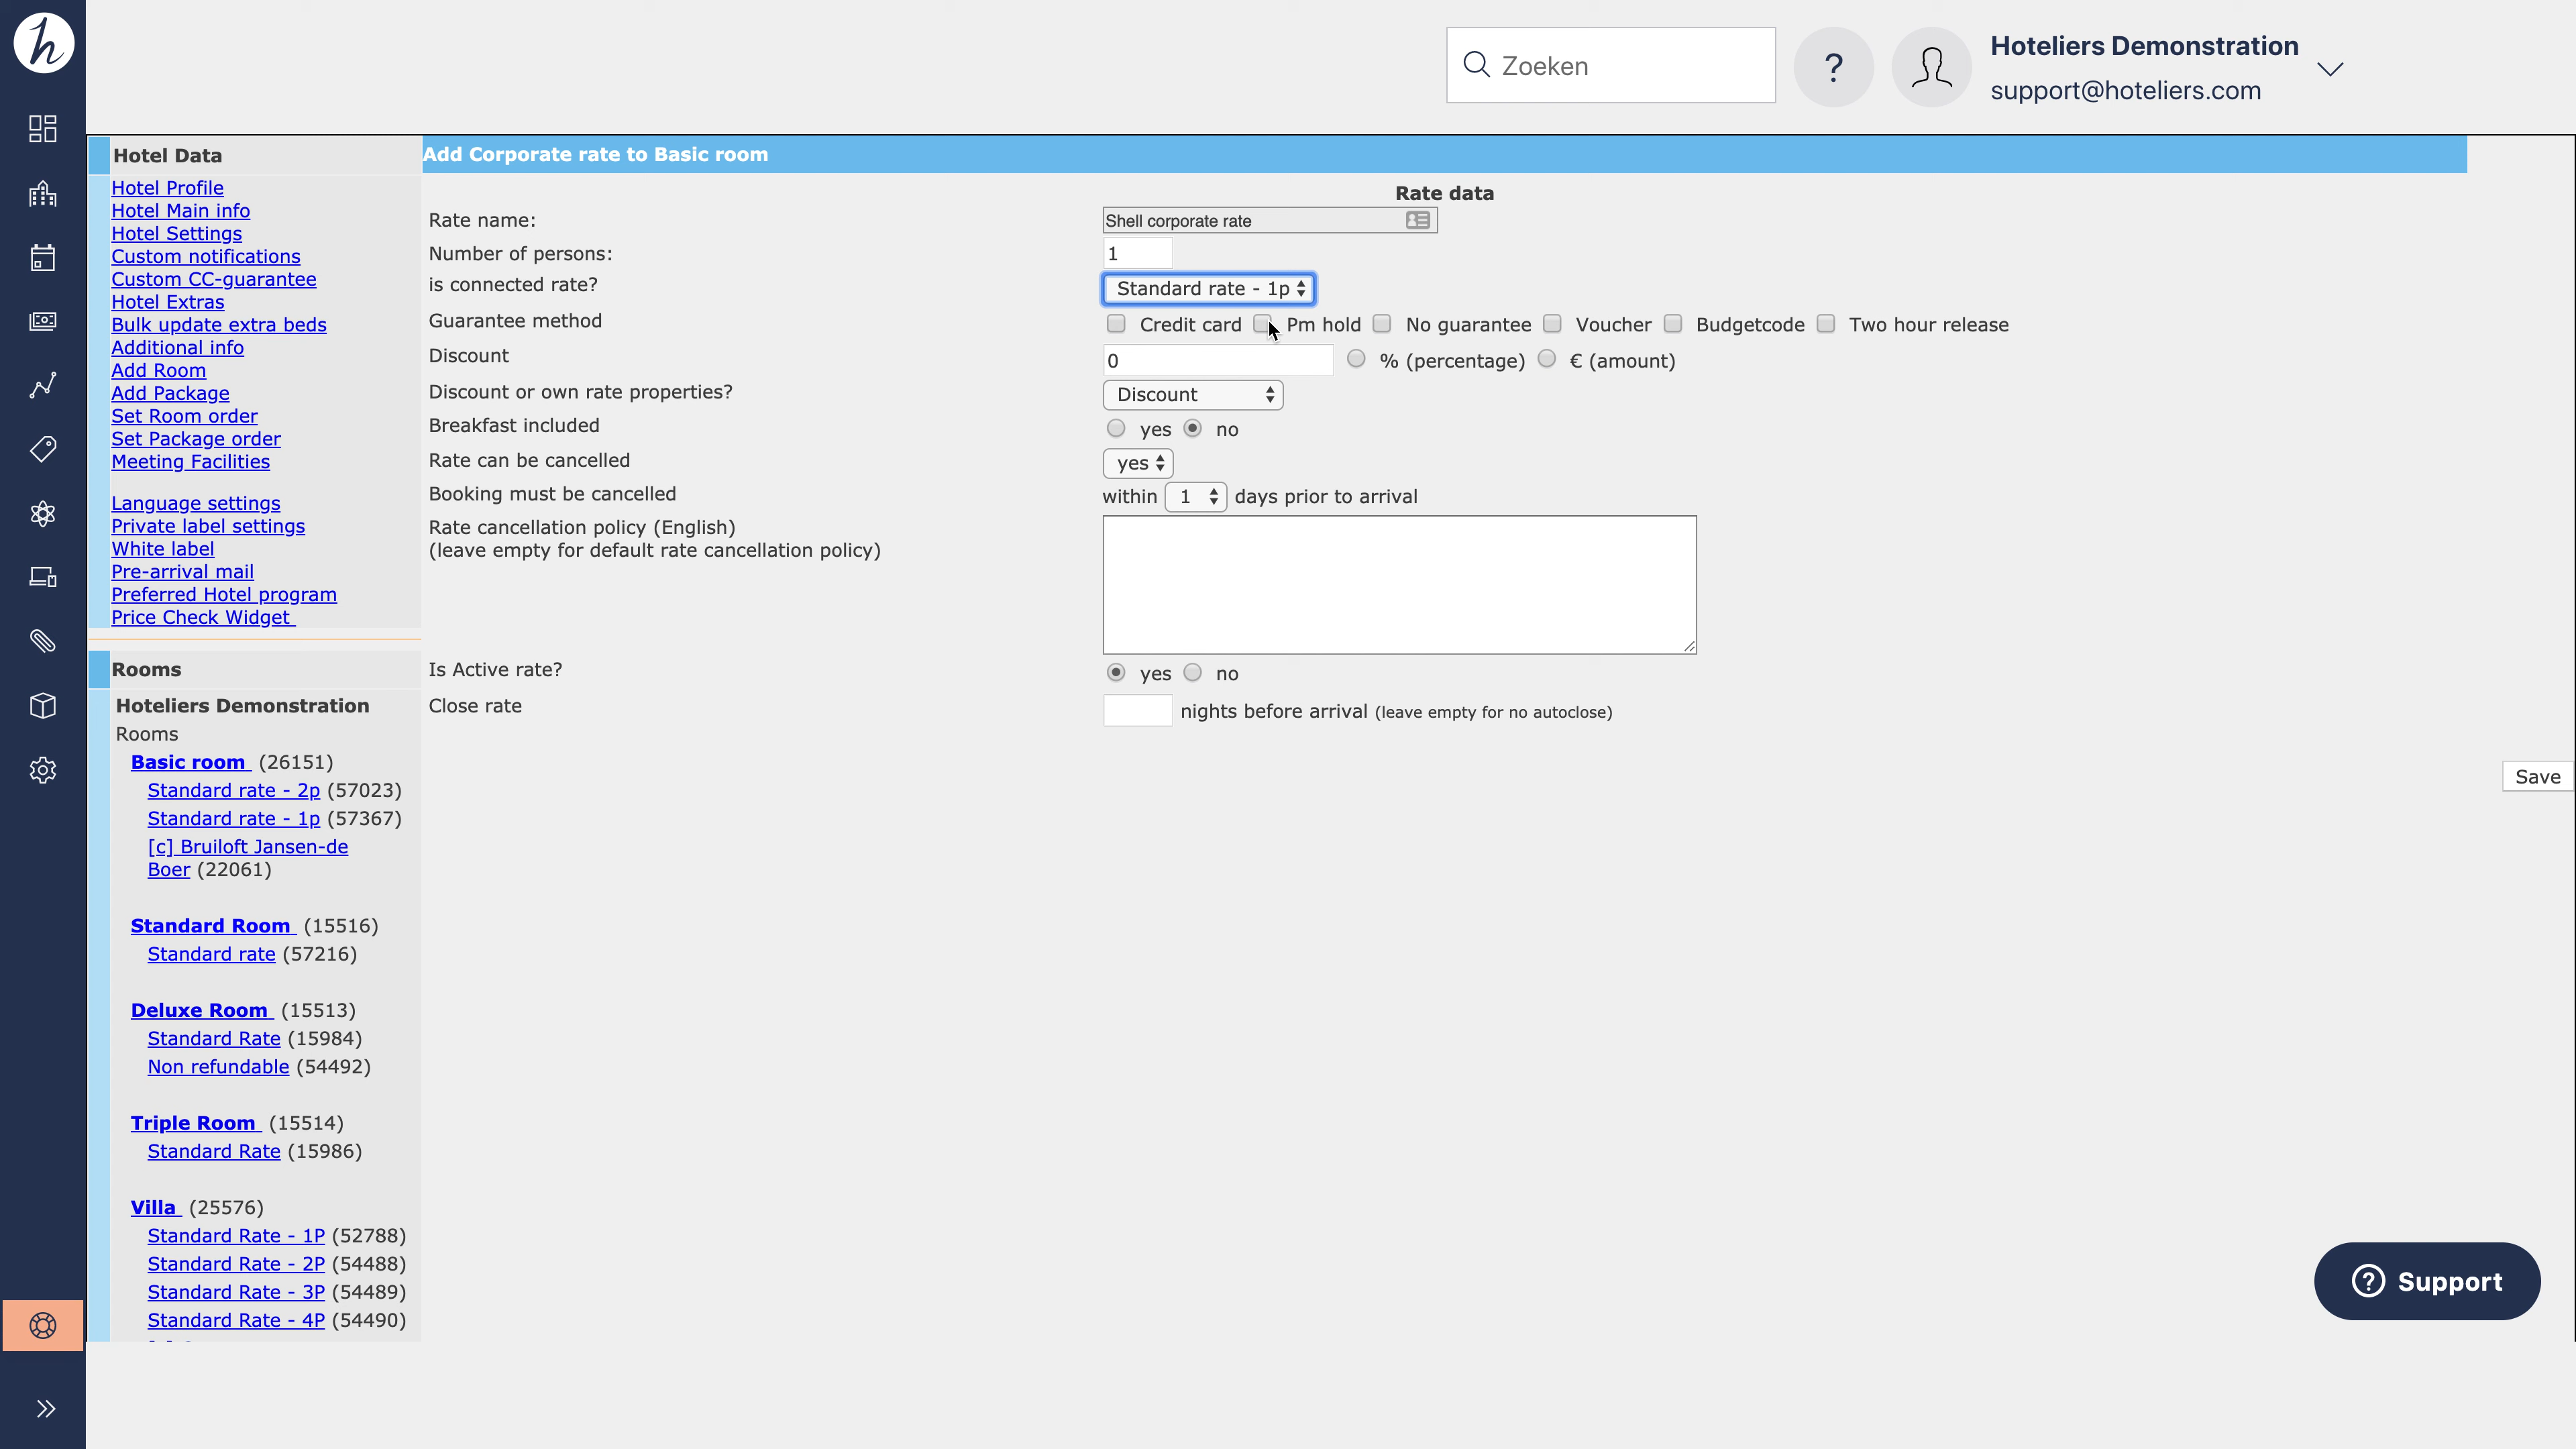 h
Zoeken
?
Hoteliers Demonstration
support@hoteliers.com
Hotel Data
Hotel Profile
Hotel Main info
Hotel Settings
Custom notifications
Custom CC-guarantee
Hotel Extras
Bulk update extra beds
Additional info
Add Room
Add Package
Set Room order
Set Package order
Meeting Facilities
Language settings
Private label settings
White label
Pre-arrival mail
Preferred Hotel program
Price Check Widget
Rooms
Hoteliers Demonstration
Rooms
Basic room (26151)
Standard rate - 2p (57023)
Standard rate - 1p (57367)
[c] Bruiloft Jansen-de
Boer (22061)
Standard Room (15516)
Standard rate (57216)
Deluxe Room (15513)
Standard Rate (15984)
Non refundable (54492)
Triple Room (15514)
Standard Rate (15986)
Villa (25576)
Standard Rate - 1P (52788)
Standard Rate - 2P (54488)
Standard Rate - 3P (54489)
Standard Rate - 4P (54490)
Add Corporate rate to Basic room
Rate data
Rate name: Shell corporate rate
Number of persons: 1
is connected rate? Standard rate - 1p
Guarantee method Credit card Pm hold No guarantee Voucher Budgetcode Two hour release
Discount 0 % (percentage) € (amount)
Discount or own rate properties? Discount
Breakfast included yes no
Rate can be cancelled yes
Booking must be cancelled within 1 days prior to arrival
Rate cancellation policy (English)
(leave empty for default rate cancellation policy)
Is Active rate? yes no
Close rate nights before arrival (leave empty for no autoclose)
Save
? Support